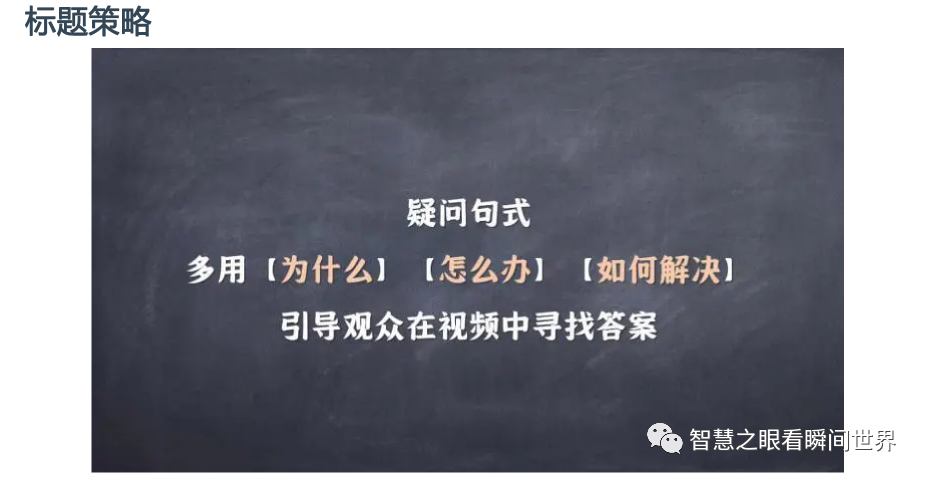 标题策略
疑问句式
多用【为什么】【怎么办】【如何解决】
引导观众在视频中寻找答案
智慧之眼看瞬间世界